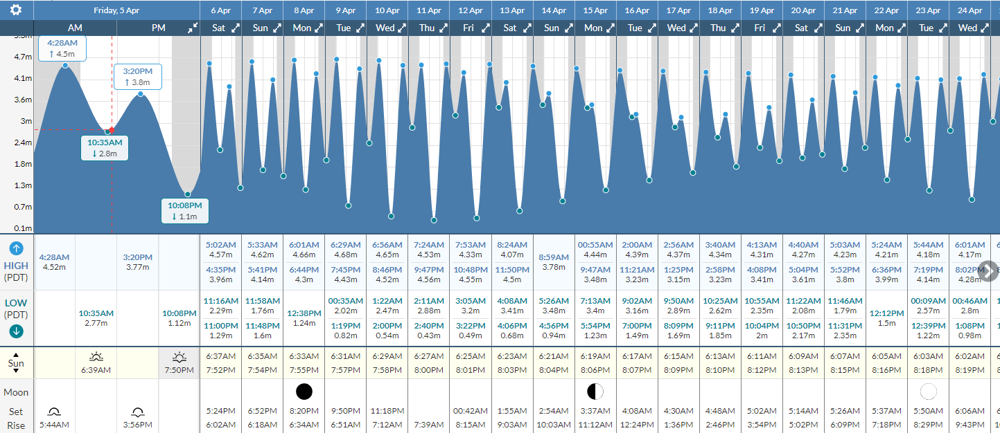 Friday, 5 Apr 6 Apr 7 Apr 8 Apr 9 Apr 10 Apr 11 Apr 12 Apr 13 Apr 14 Apr 15 Apr 16 Apr 17 Apr 18 Apr 19 Apr 20 Apr 21 Apr 22 Apr 23 Apr 24 Apr
AM PM Sat Sun Mon Tue Wed Thu Fri Sat Sun Mon Tue Wed Thu Fri Sat Sun Mon Tue Wed
4:28AM
↑ 4.5m
4.7m
3:20PM
↑ 3.8m
4.1m
3.6m
3m
10:35AM
↓ 2.8m
2.4m
1.8m
1.3m
10:08PM
↓ 1.1m
0.7m
0.1m
5:02AM 5:33AM 6:01AM 6:29AM 6:56AM 7:24AM 7:53AM 8:24AM 00:55AM 2:00AM 2:56AM 3:40AM 4:13AM 4:40AM 5:03AM 5:24AM 5:44AM 6:01AM
4.57m 4.62m 4.66m 4.68m 4.65m 4.53m 4.33m 4.07m 4.44m 4.39m 4.37m 4.34m 4.31m 4.27m 4.23m 4.21m 4.18m 4.14m
HIGH 4:28AM 3:20PM 8:59AM
(PDT) 4.52m 3.77m 3.78m
4:35PM 5:41PM 6:44PM 7:45PM 8:46PM 9:47PM 10:48PM 11:50PM 9:47AM 11:21AM 1:25PM 2:58PM 4:08PM 5:04PM 5:52PM 6:36PM 7:19PM 8:02PM
3.96m 4.14m 4.3m 4.43m 4.52m 4.56m 4.55m 4.5m 3.48m 3.23m 3.15m 3.23m 3.41m 3.61m 3.8m 3.99m 4.14m 4.28m
LOW 11:16AM 11:58AM 00:35AM 1:22AM 2:11AM 3:05AM 4:08AM 5:26AM 7:13AM 9:02AM 9:50AM 10:25AM 10:55AM 11:22AM 11:46AM 00:09AM 00:46AM
2.29m 1.76m 2.02m 2.47m 2.88m 3.2m 3.41m 3.48m 3.4m 3.16m 2.89m 2.62m 2.35m 2.08m 1.79m 2.57m 2.8m
(PDT) 10:35AM 10:08PM 12:38PM 12:12PM
2.77m 1.12m 1.24m 1.5m
11:00PM 11:48PM 1:19PM 2:00PM 2:40PM 3:22PM 4:06PM 4:56PM 5:54PM 7:00PM 8:09PM 9:11PM 10:04PM 10:50PM 11:31PM 12:39PM 1:08PM
1.29m 1.6m 0.82m 0.54m 0.43m 0.49m 0.68m 0.94m 1.23m 1.49m 1.69m 1.85m 2m 2.17m 2.35m 1.22m 0.98m
Sun 6:37AM 6:35AM 6:33AM 6:31AM 6:29AM 6:27AM 6:25AM 6:23AM 6:21AM 6:19AM 6:17AM 6:15AM 6:13AM 6:11AM 6:09AM 6:07AM 6:05AM 6:03AM 6:02AM
6:39AM 7:50PM 7:52PM 7:54PM 7:55PM 7:57PM 7:58PM 8:00PM 8:01PM 8:03PM 8:04PM 8:06PM 8:07PM 8:09PM 8:10PM 8:12PM 8:13PM 8:15PM 8:16PM 8:18PM 8:19PM
Moon
Set 5:24PM 6:52PM 8:20PM 9:50PM 11:18PM 00:42AM 1:55AM 2:54AM 3:37AM 4:08AM 4:30AM 4:48AM 5:02AM 5:14AM 5:26AM 5:37AM 5:50AM 6:06AM
Rise 5:44AM 3:56PM 6:02AM 6:18AM 6:34AM 6:51AM 7:12AM 7:39AM 8:15AM 9:03AM 10:03AM 11:12AM 12:24PM 1:36PM 2:46PM 3:54PM 5:02PM 6:09PM 7:18PM 8:29PM 9:43PM